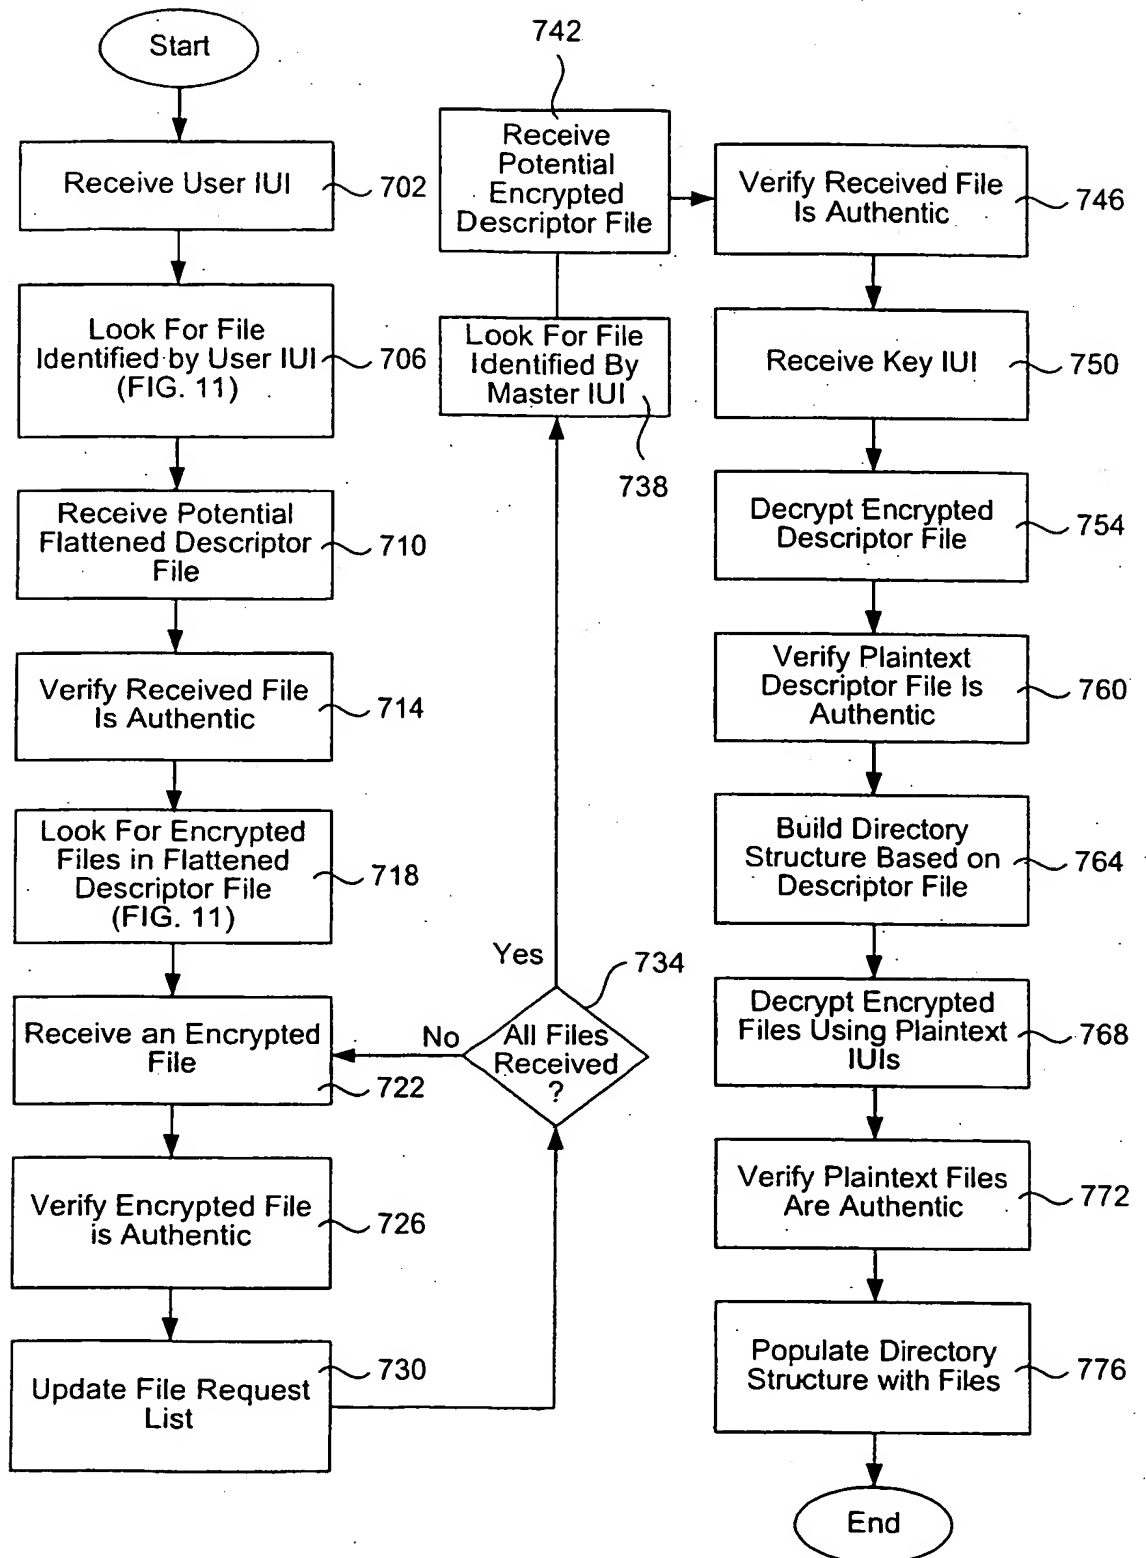 Start
Receive User IUI
702
Look For File
Identified by User IUI
(FIG. 11)
706
Receive Potential
Flattened Descriptor
File
710
Verify Received File
Is Authentic
714
Look For Encrypted
Files in Flattened
Descriptor File
(FIG. 11)
718
Receive an Encrypted
File
722
Verify Encrypted File
is Authentic
726
Update File Request
List
730
All Files
Received
?
734
No
Yes
Look For File
Identified By
Master IUI
738
Receive
Potential
Encrypted
Descriptor File
742
Verify Received File
Is Authentic
746
Receive Key IUI
750
Decrypt Encrypted
Descriptor File
754
Verify Plaintext
Descriptor File Is
Authentic
760
Build Directory
Structure Based on
Descriptor File
764
Decrypt Encrypted
Files Using Plaintext
IUIs
768
Verify Plaintext Files
Are Authentic
772
Populate Directory
Structure with Files
776
End